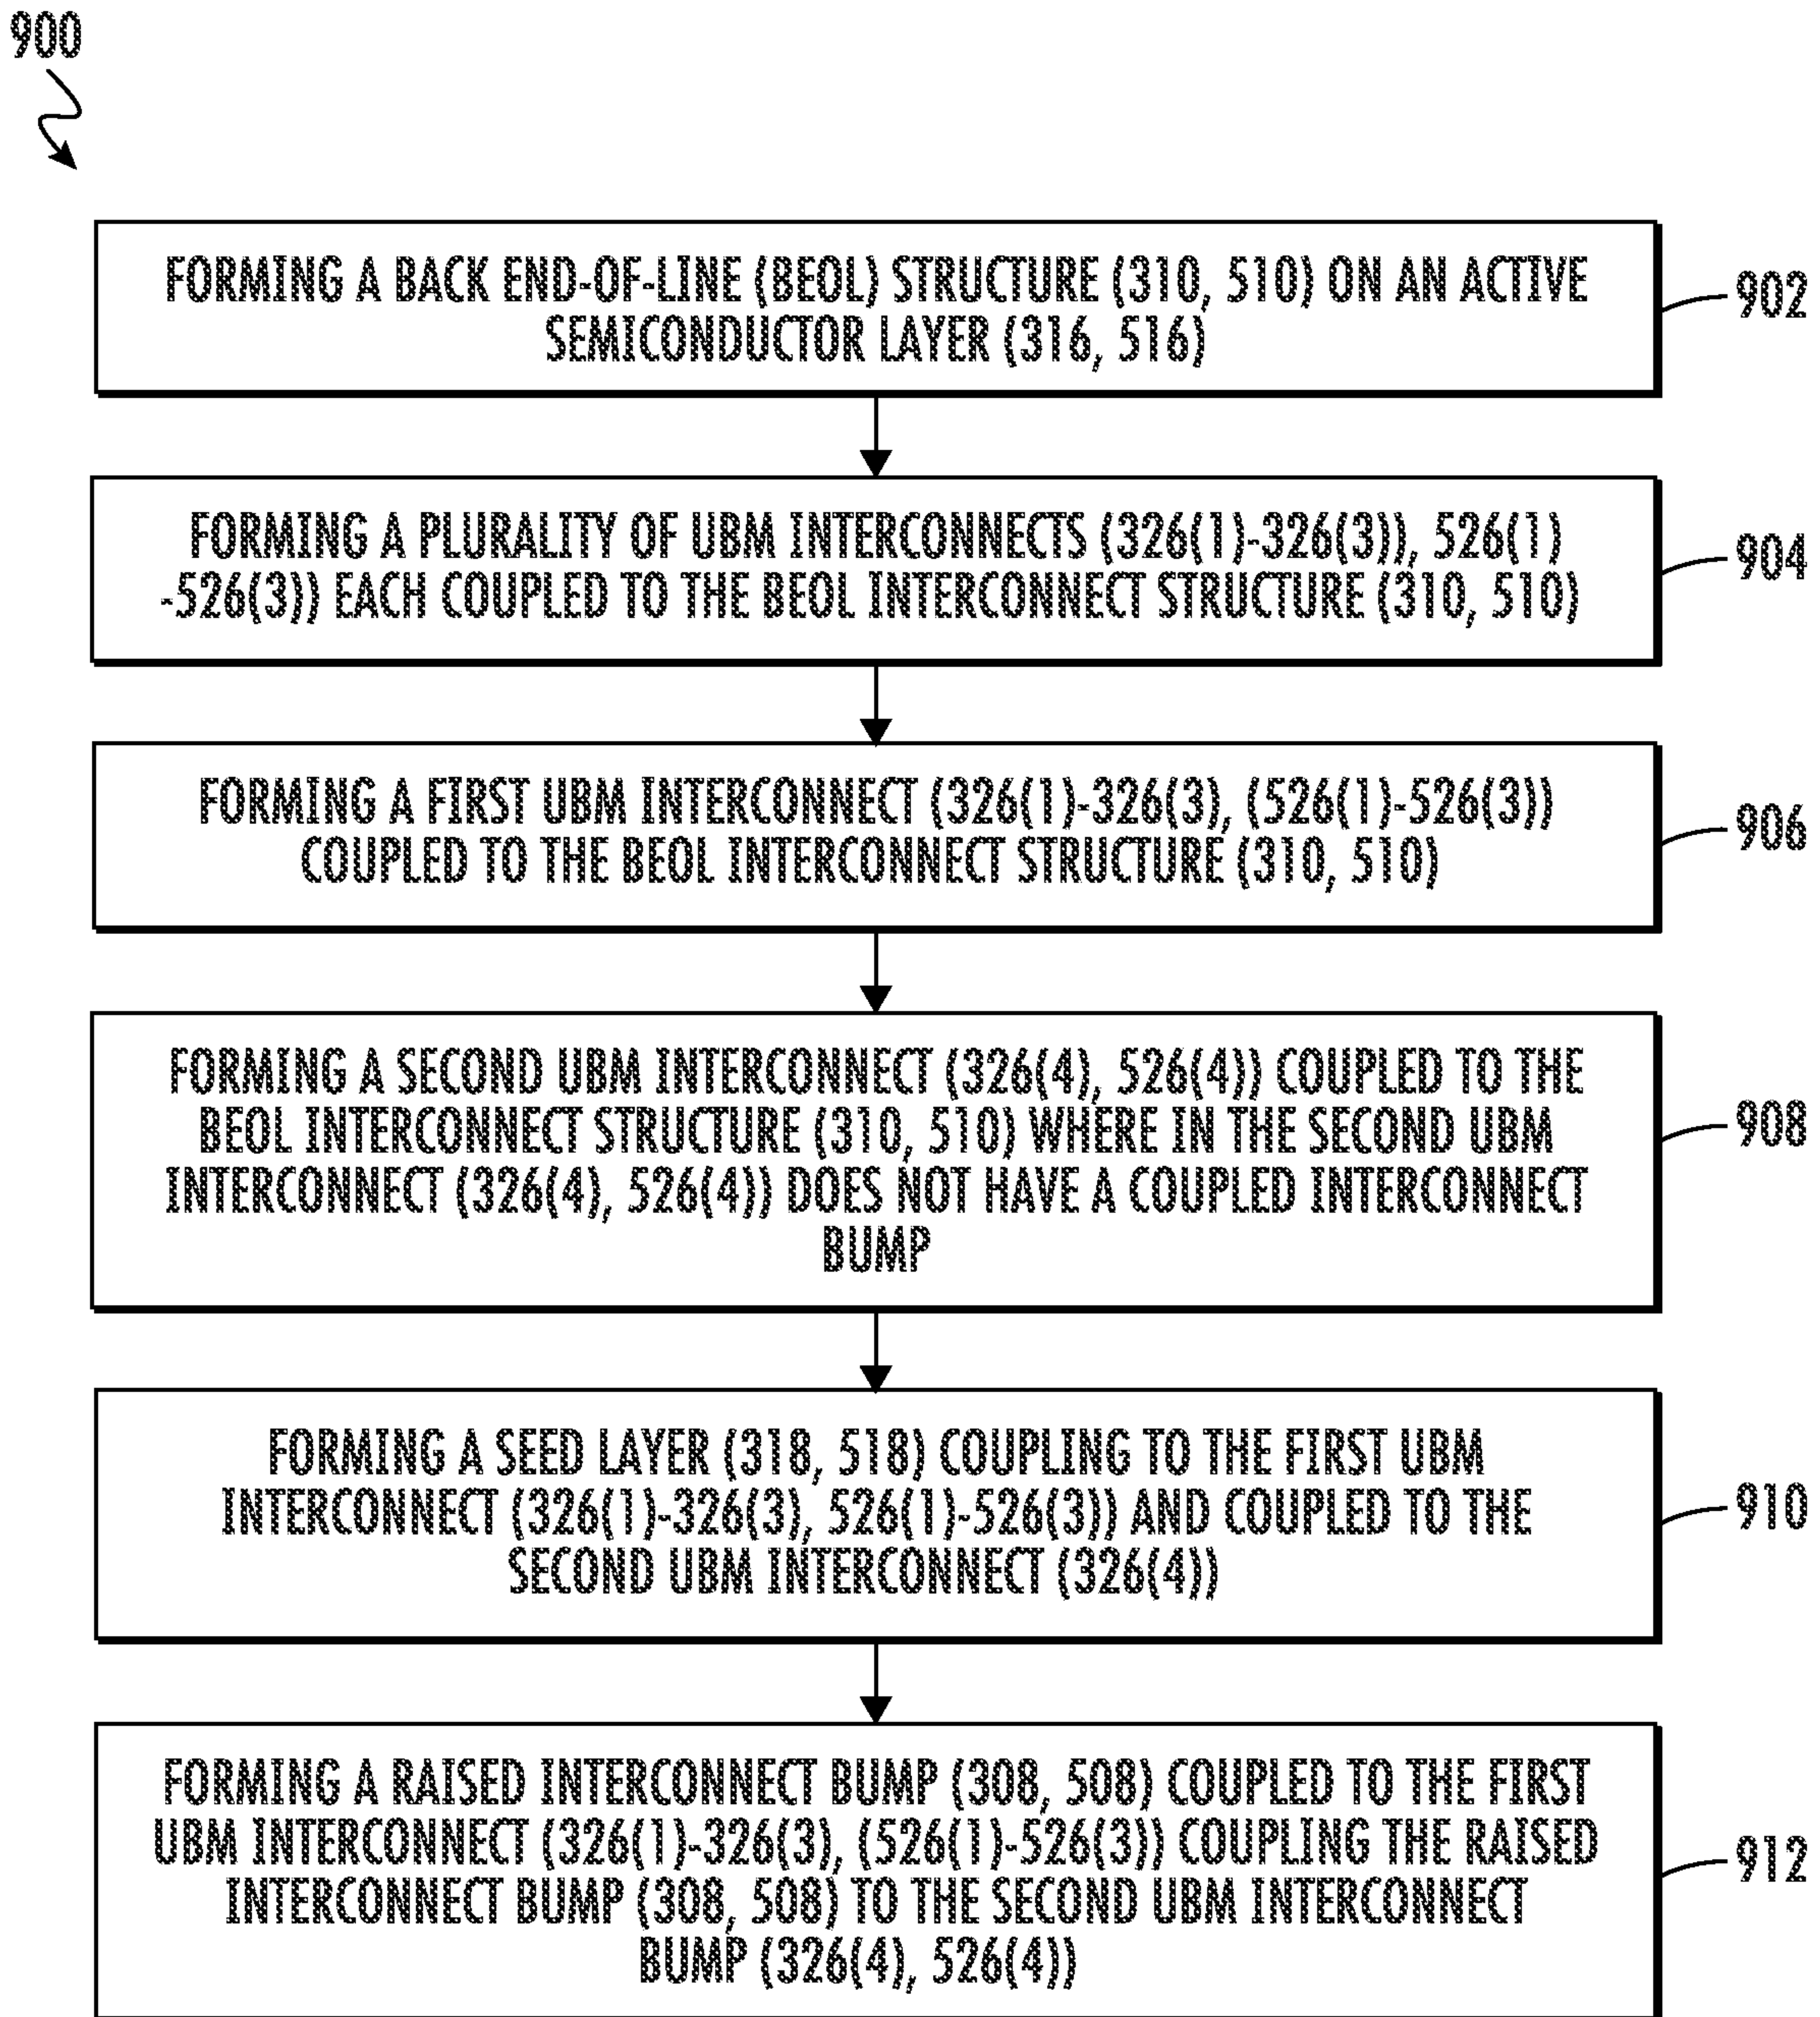 900
FORMING A BACK END-OF-LINE (BEOL) STRUCTURE (310, 510) ON AN ACTIVE
SEMICONDUCTOR LAYER (316, 516)
902
FORMING A PLURALITY OF UBM INTERCONNECTS (326(1)-326(3)), 526(1)
-526(3)) EACH COUPLED TO THE BEOL INTERCONNECT STRUCTURE (310, 510)
904
FORMING A FIRST UBM INTERCONNECT (326(1)-326(3), (526(1)-526(3))
COUPLED TO THE BEOL INTERCONNECT STRUCTURE (310, 510)
906
FORMING A SECOND UBM INTERCONNECT (326(4), 526(4)) COUPLED TO THE
BEOL INTERCONNECT STRUCTURE (310, 510) WHERE IN THE SECOND UBM
INTERCONNECT (326(4), 526(4)) DOES NOT HAVE A COUPLED INTERCONNECT
BUMP
908
FORMING A SEED LAYER (318, 518) COUPLING TO THE FIRST UBM
INTERCONNECT (326(1)-326(3), 526(1)-526(3)) AND COUPLED TO THE
SECOND UBM INTERCONNECT (326(4))
910
FORMING A RAISED INTERCONNECT BUMP (308, 508) COUPLED TO THE FIRST
UBM INTERCONNECT (326(1)-326(3), (526(1)-526(3)) COUPLING THE RAISED
INTERCONNECT BUMP (308, 508) TO THE SECOND UBM INTERCONNECT
BUMP (326(4), 526(4))
912